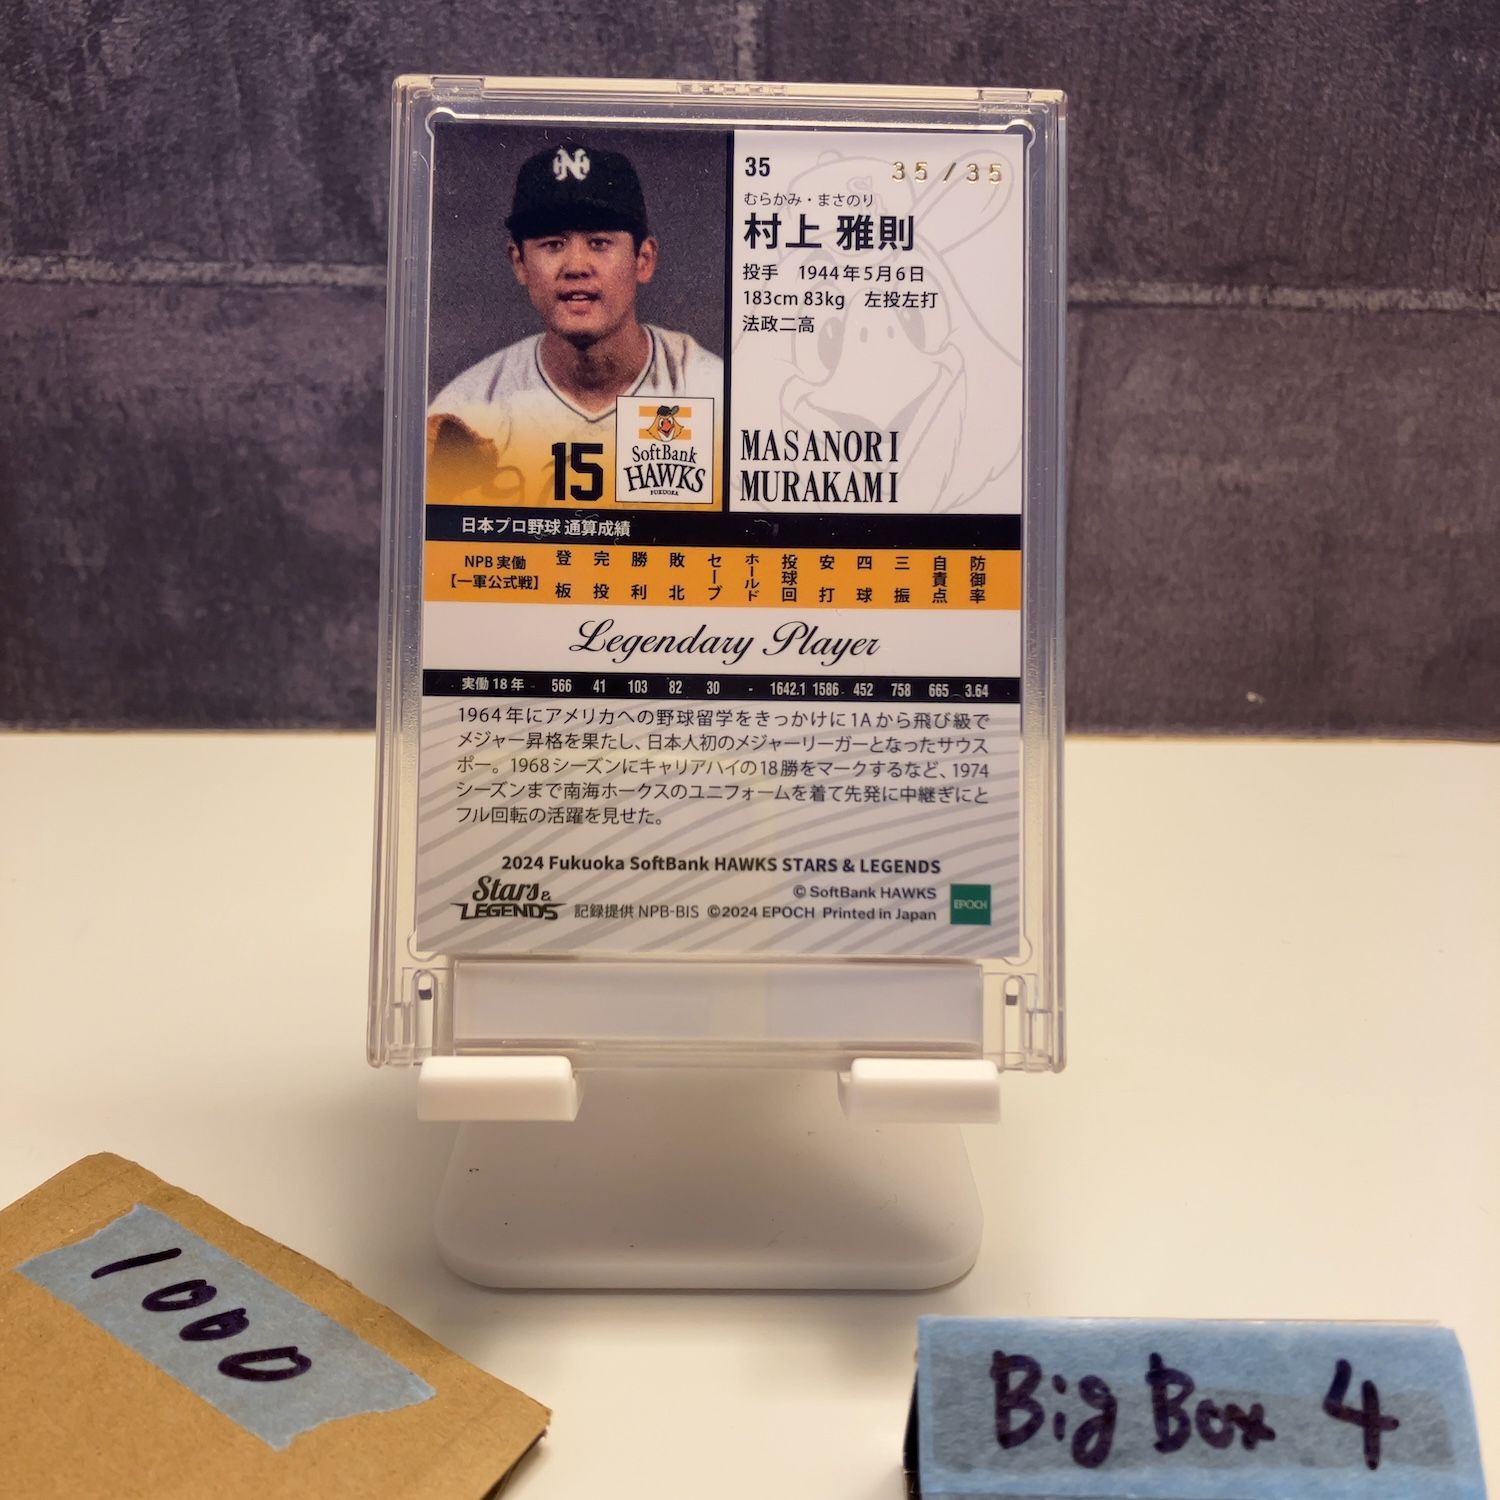 35
35/35
むらかみ・まさのり
村上 雅則
投手 1944年5月6日
183cm 83kg 左投左打
法政二高
MASANORI
MURAKAMI
N
15
SoftBank
HAWKS
FUKUOKA
日本プロ野球 通算成績
NPB 実働
【一軍公式戦】
登板 完投 勝利 敗北 セーブ ホールド 投球回 安打 四球 三振 自責点 防御率
Legendary Player
実働 18 年 566 41 103 82 30 - 1642.1 1586 452 758 665 3.64
1964年にアメリカへの野球留学をきっかけに1Aから飛び級で
メジャー昇格を果たし、日本人初のメジャーリーガーとなったサウス
ポー。1968シーズンにキャリアハイの18勝をマークするなど、1974
シーズンまで南海ホークスのユニフォームを着て先発に中継ぎにと
フル回転の活躍を見せた。
2024 Fukuoka SoftBank HAWKS STARS & LEGENDS
Stars &
LEGENDS
© SoftBank HAWKS
記録提供 NPB-BIS ©2024 EPOCH Printed in Japan
EPOCH
1000
Big Box 4